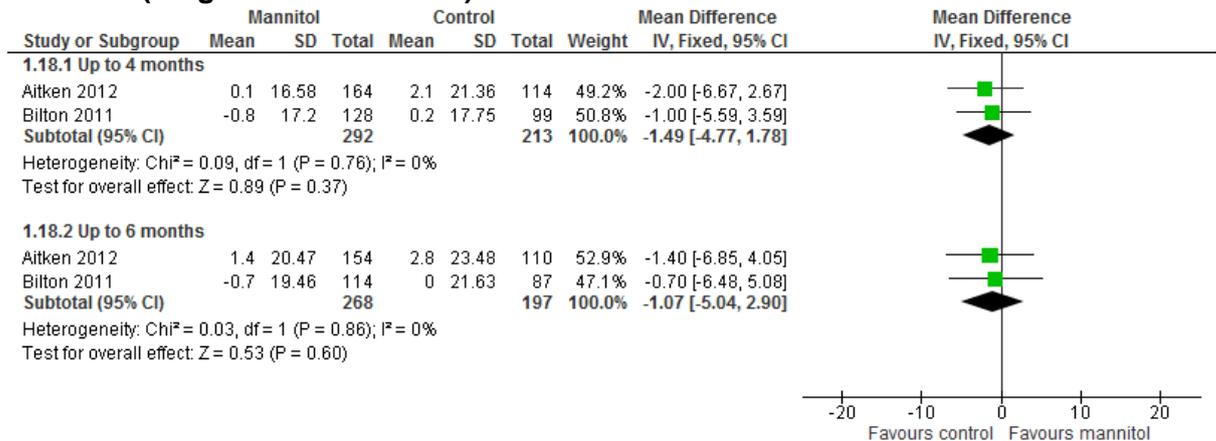 Mannitol Control Mean Difference Mean Difference
Study or Subgroup Mean SD Total Mean SD Total Weight IV, Fixed, 95% CI IV, Fixed, 95% CI
1.18.1 Up to 4 months
Aitken 2012 0.1 16.58 164 2.1 21.36 114 49.2% -2.00 [-6.67, 2.67]
Bilton 2011 -0.8 17.2 128 0.2 17.75 99 50.8% -1.00 [-5.59, 3.59]
Subtotal (95% CI) 292 213 100.0% -1.49 [-4.77, 1.78]
Heterogeneity: Chi² = 0.09, df = 1 (P = 0.76); I² = 0%
Test for overall effect: Z = 0.89 (P = 0.37)
1.18.2 Up to 6 months
Aitken 2012 1.4 20.47 154 2.8 23.48 110 52.9% -1.40 [-6.85, 4.05]
Bilton 2011 -0.7 19.46 114 0 21.63 87 47.1% -0.70 [-6.48, 5.08]
Subtotal (95% CI) 268 197 100.0% -1.07 [-5.04, 2.90]
Heterogeneity: Chi² = 0.03, df = 1 (P = 0.86); I² = 0%
Test for overall effect: Z = 0.53 (P = 0.60)
-20 -10 0 10 20
Favours control Favours mannitol